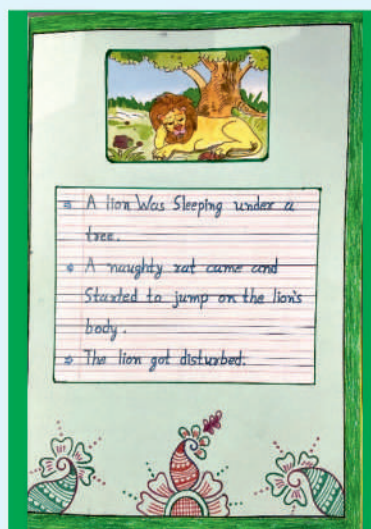 A lion Was Sleeping under a
tree.
A naughty rat came and
Started to jump on the lion's
body.
The lion got disturbed.